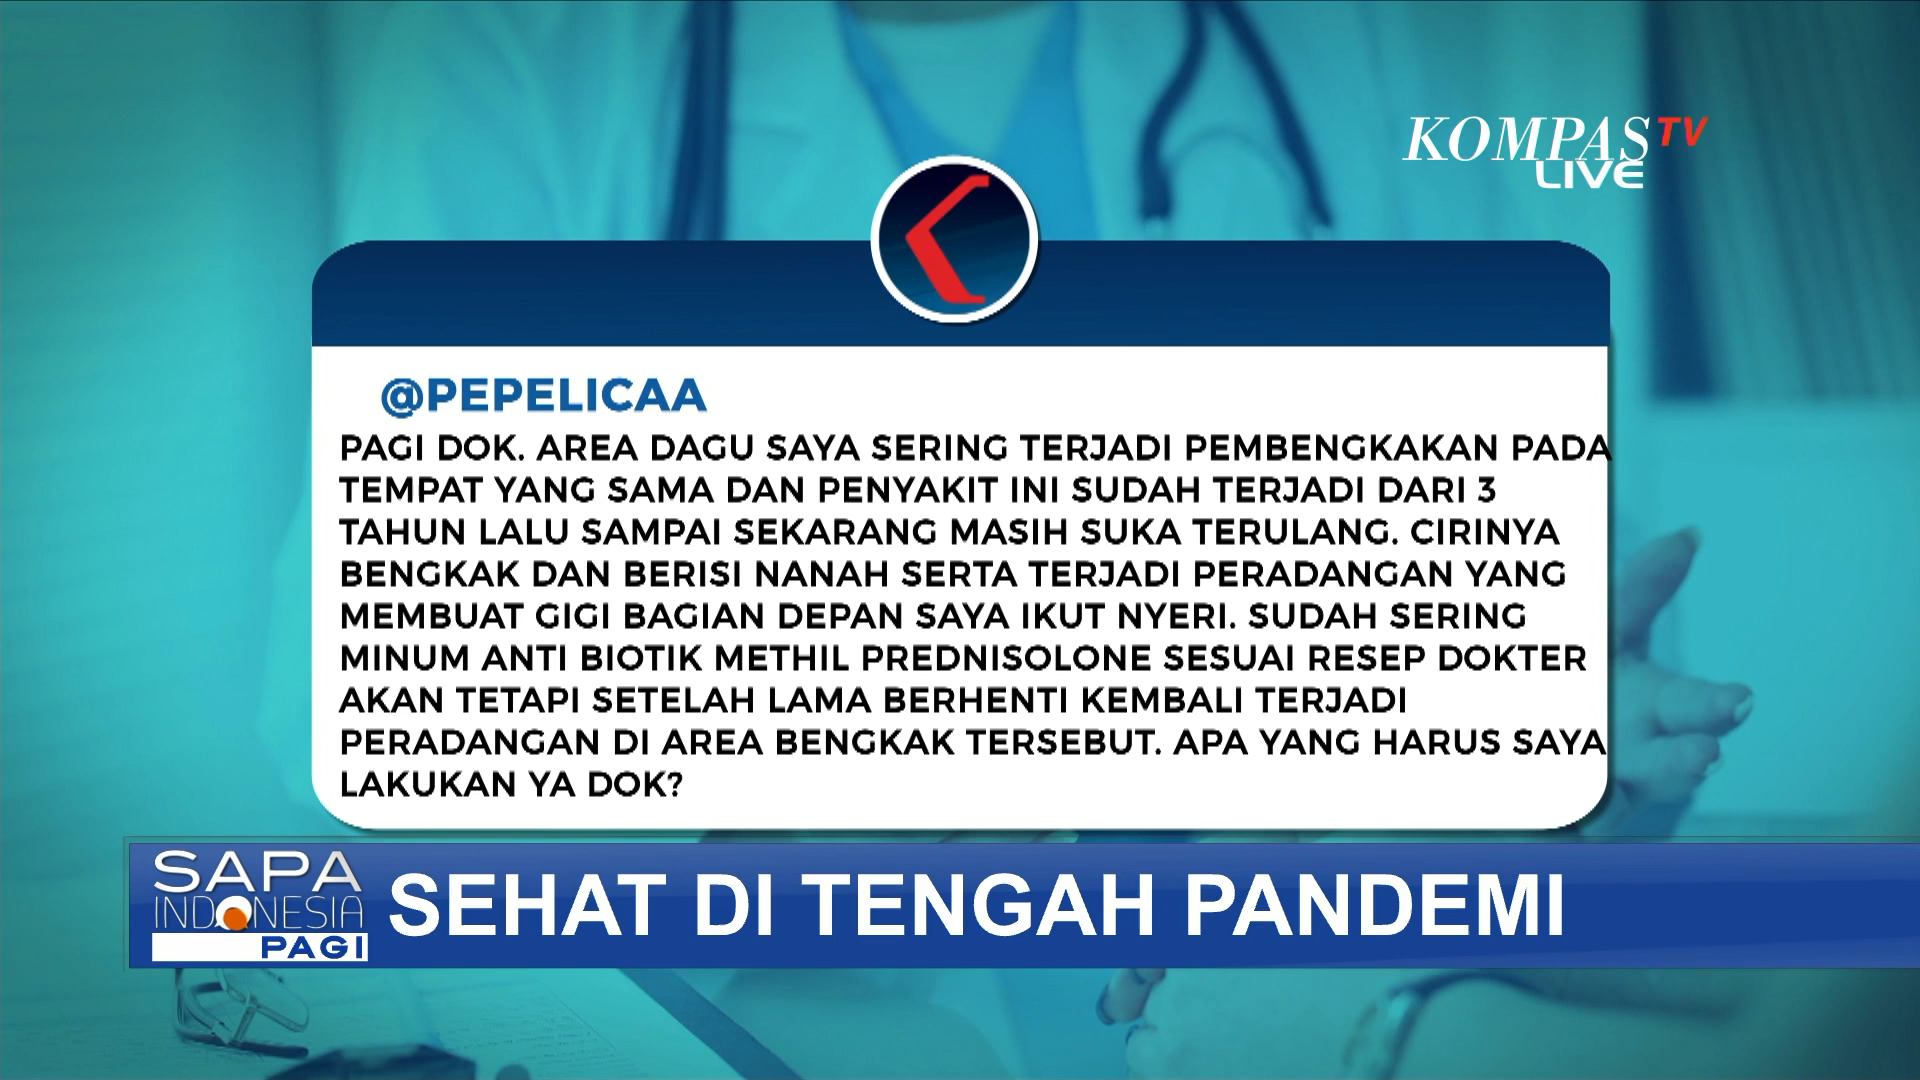 KOMPAS TV
LIVE
@PEPELICAA
PAGI DOK. AREA DAGU SAYA SERING TERJADI PEMBENGKAKAN PADA
TEMPAT YANG SAMA DAN PENYAKIT INI SUDAH TERJADI DARI 3
TAHUN LALU SAMPAI SEKARANG MASIH SUKA TERULANG. CIRINYA
BENGKAK DAN BERISI NANAH SERTA TERJADI PERADANGAN YANG
MEMBUAT GIGI BAGIAN DEPAN SAYA IKUT NYERI. SUDAH SERING
MINUM ANTI BIOTIK METHIL PREDNISOLONE SESUAI RESEP DOKTER
AKAN TETAPI SETELAH LAMA BERHENTI KEMBALI TERJADI
PERADANGAN DI AREA BENGKAK TERSEBUT. APA YANG HARUS SAYA
LAKUKAN YA DOK?
SAPA
INDONESIA
PAGI
SEHAT DI TENGAH PANDEMI